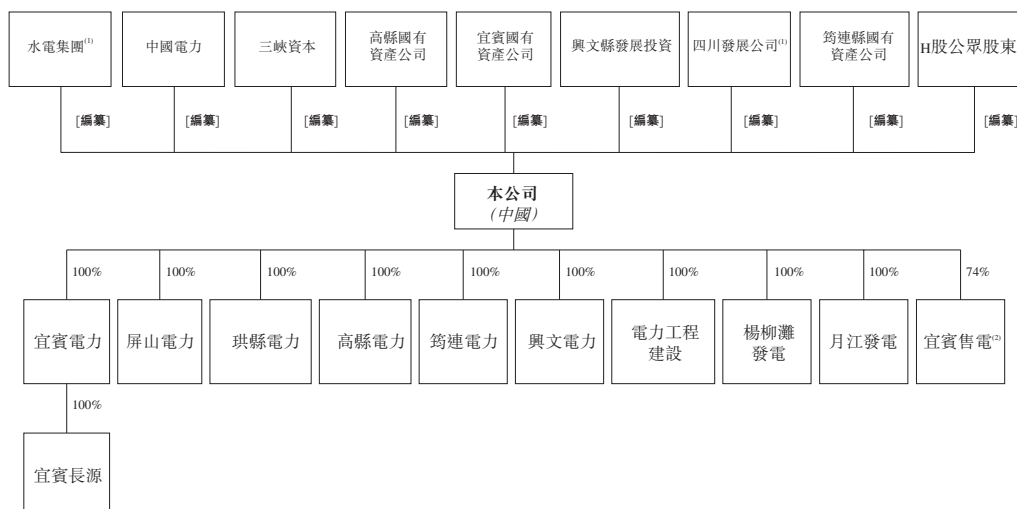 水電集團(1)
中國電力
三峽資本
高縣國有
資產公司
宜賓國有
資產公司
興文縣發展投資
四川發展公司(1)
筠連縣國有
資產公司
H股公眾股東
[編纂]
[編纂]
[編纂]
[編纂]
[編纂]
[編纂]
[編纂]
[編纂]
[編纂]
本公司
(中國)
100%
100%
100%
100%
100%
100%
100%
100%
100%
74%
宜賓電力
屏山電力
珙縣電力
高縣電力
筠連電力
興文電力
電力工程
建設
楊柳灘
發電
月江發電
宜賓售電(2)
100%
宜賓長源